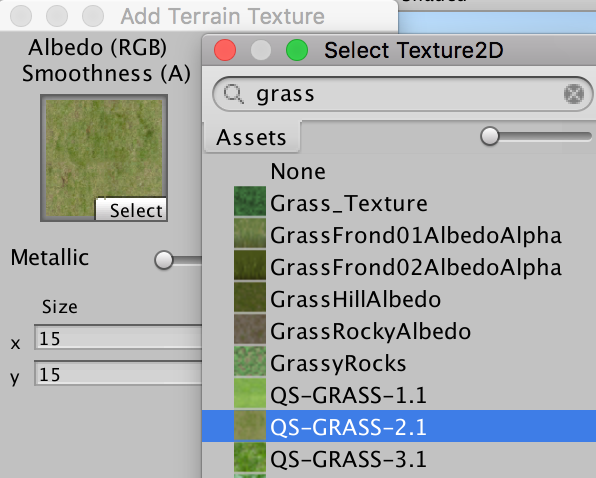 Add Terrain Texture
Albedo (RGB)
Smoothness (A)
Select
Metallic
Size
x 15
y 15
Select Texture2D
grass
Assets
None
Grass_Texture
GrassFrond01AlbedoAlpha
GrassFrond02AlbedoAlpha
GrassHillAlbedo
GrassRockyAlbedo
GrassyRocks
QS-GRASS-1.1
QS-GRASS-2.1
QS-GRASS-3.1